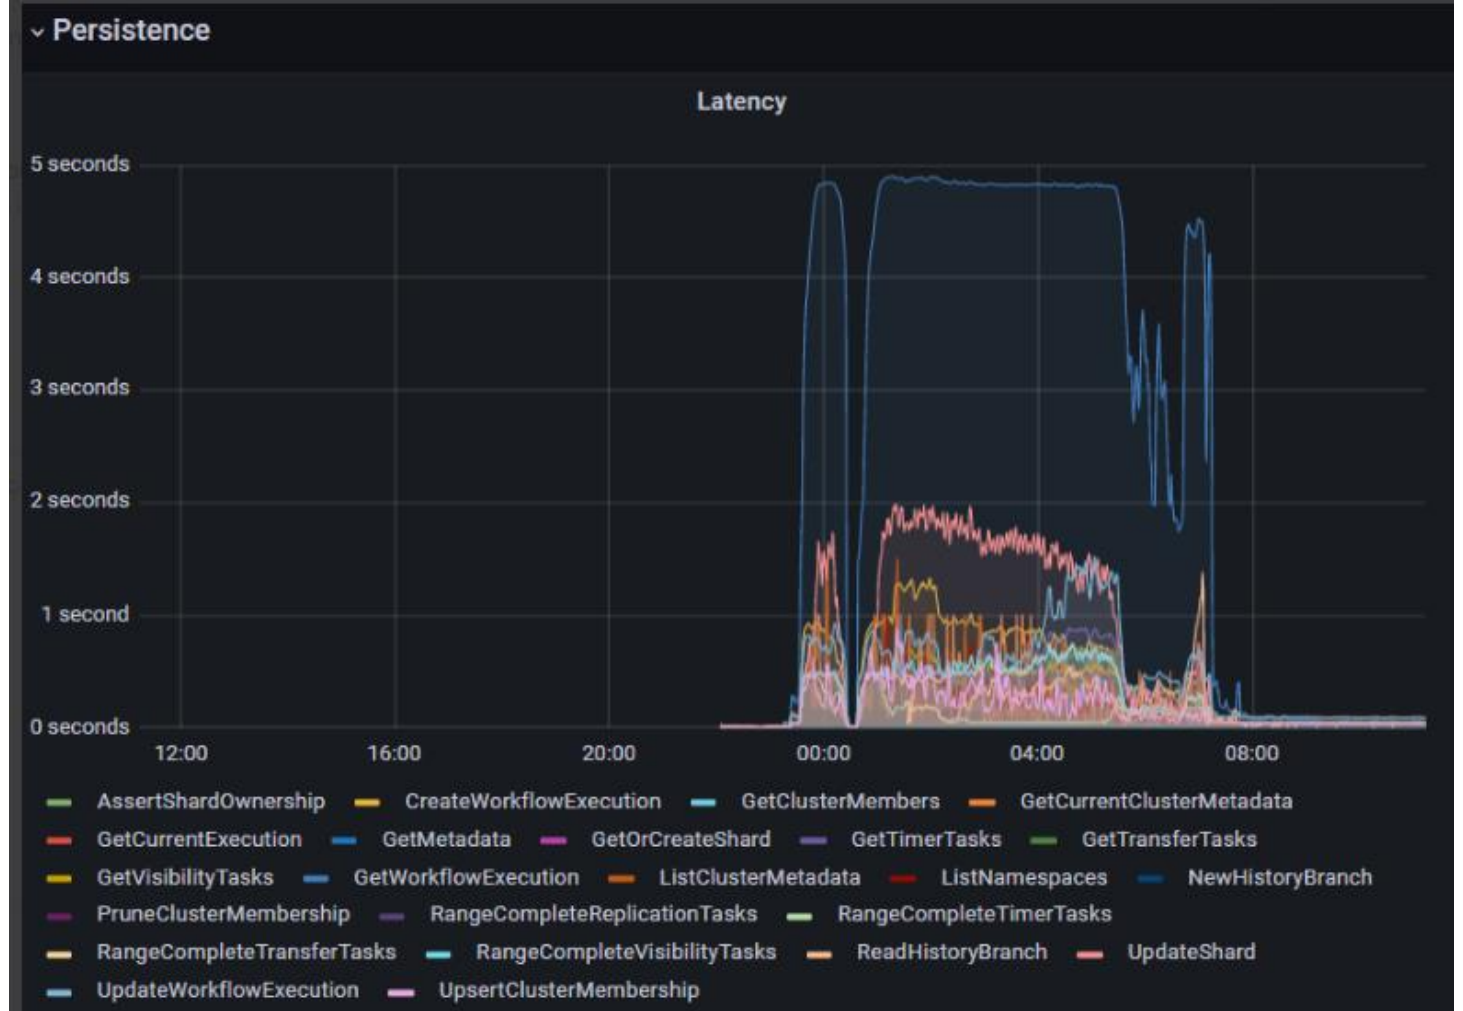 Persistence
Latency
5 seconds
4 seconds
3 seconds
2 seconds
1 second
0 seconds
12:00 16:00 20:00 00:00 04:00 08:00
AssertShardOwnership CreateWorkflowExecution GetClusterMembers GetCurrentClusterMetadata
GetCurrentExecution GetMetadata GetOrCreateShard GetTimerTasks GetTransferTasks
GetVisibilityTasks GetWorkflowExecution ListClusterMetadata ListNamespaces NewHistoryBranch
PruneClusterMembership RangeCompleteReplicationTasks RangeCompleteTimerTasks
RangeCompleteTransferTasks RangeCompleteVisibilityTasks ReadHistoryBranch UpdateShard
UpdateWorkflowExecution UpsertClusterMembership